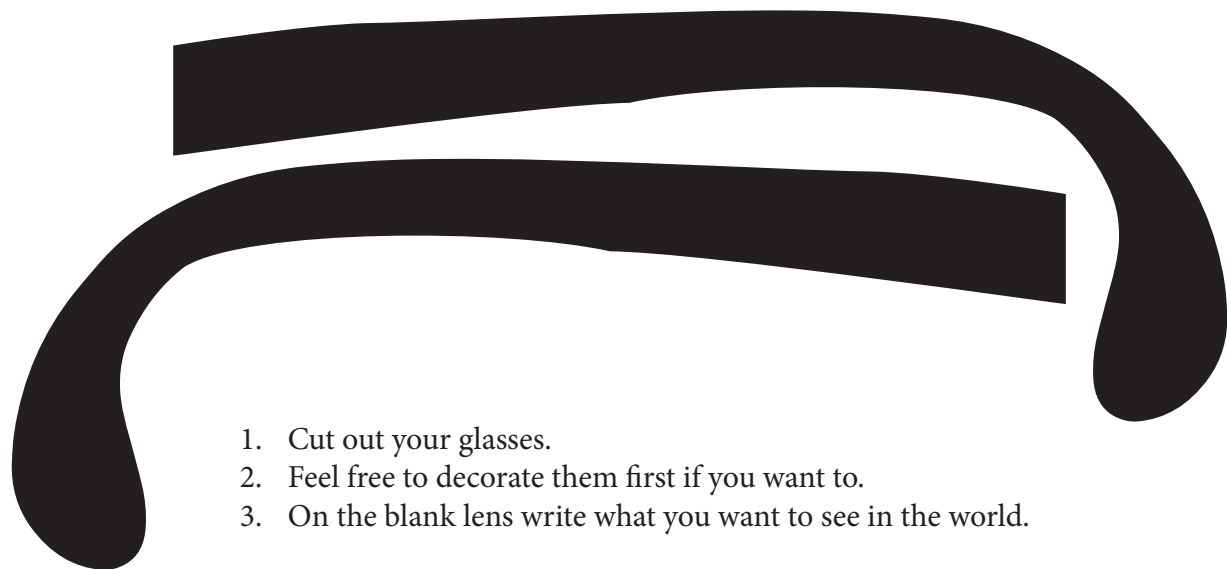 1. Cut out your glasses.
2. Feel free to decorate them first if you want to.
3. On the blank lens write what you want to see in the world.